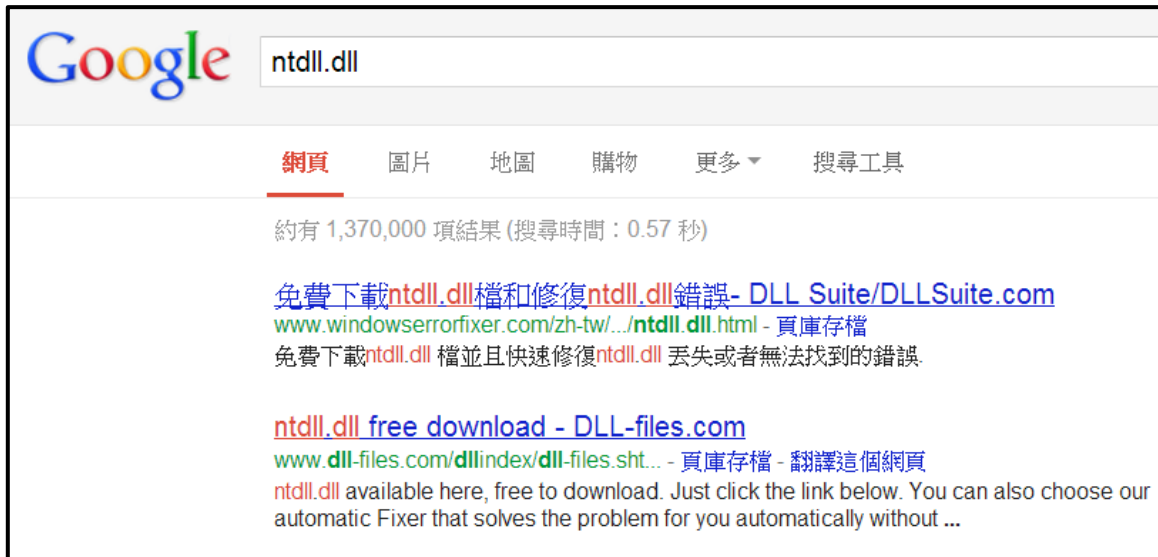 Google
ntdll.dll
網頁 圖片 地圖 購物 更多 搜尋工具
約有 1,370,000 項結果 (搜尋時間：0.57 秒)
免費下載ntdll.dll檔和修復ntdll.dll錯誤- DLL Suite/DLLSuite.com
www.windowserrorfixer.com/zh-tw/.../ntdll.dll.html - 頁庫存檔
免費下載ntdll.dll 檔並且快速修復ntdll.dll 丟失或者無法找到的錯誤.
ntdll.dll free download - DLL-files.com
www.dll-files.com/dllindex/dll-files.sht... - 頁庫存檔 - 翻譯這個網頁
ntdll.dll available here, free to download. Just click the link below. You can also choose our
automatic Fixer that solves the problem for you automatically without ...